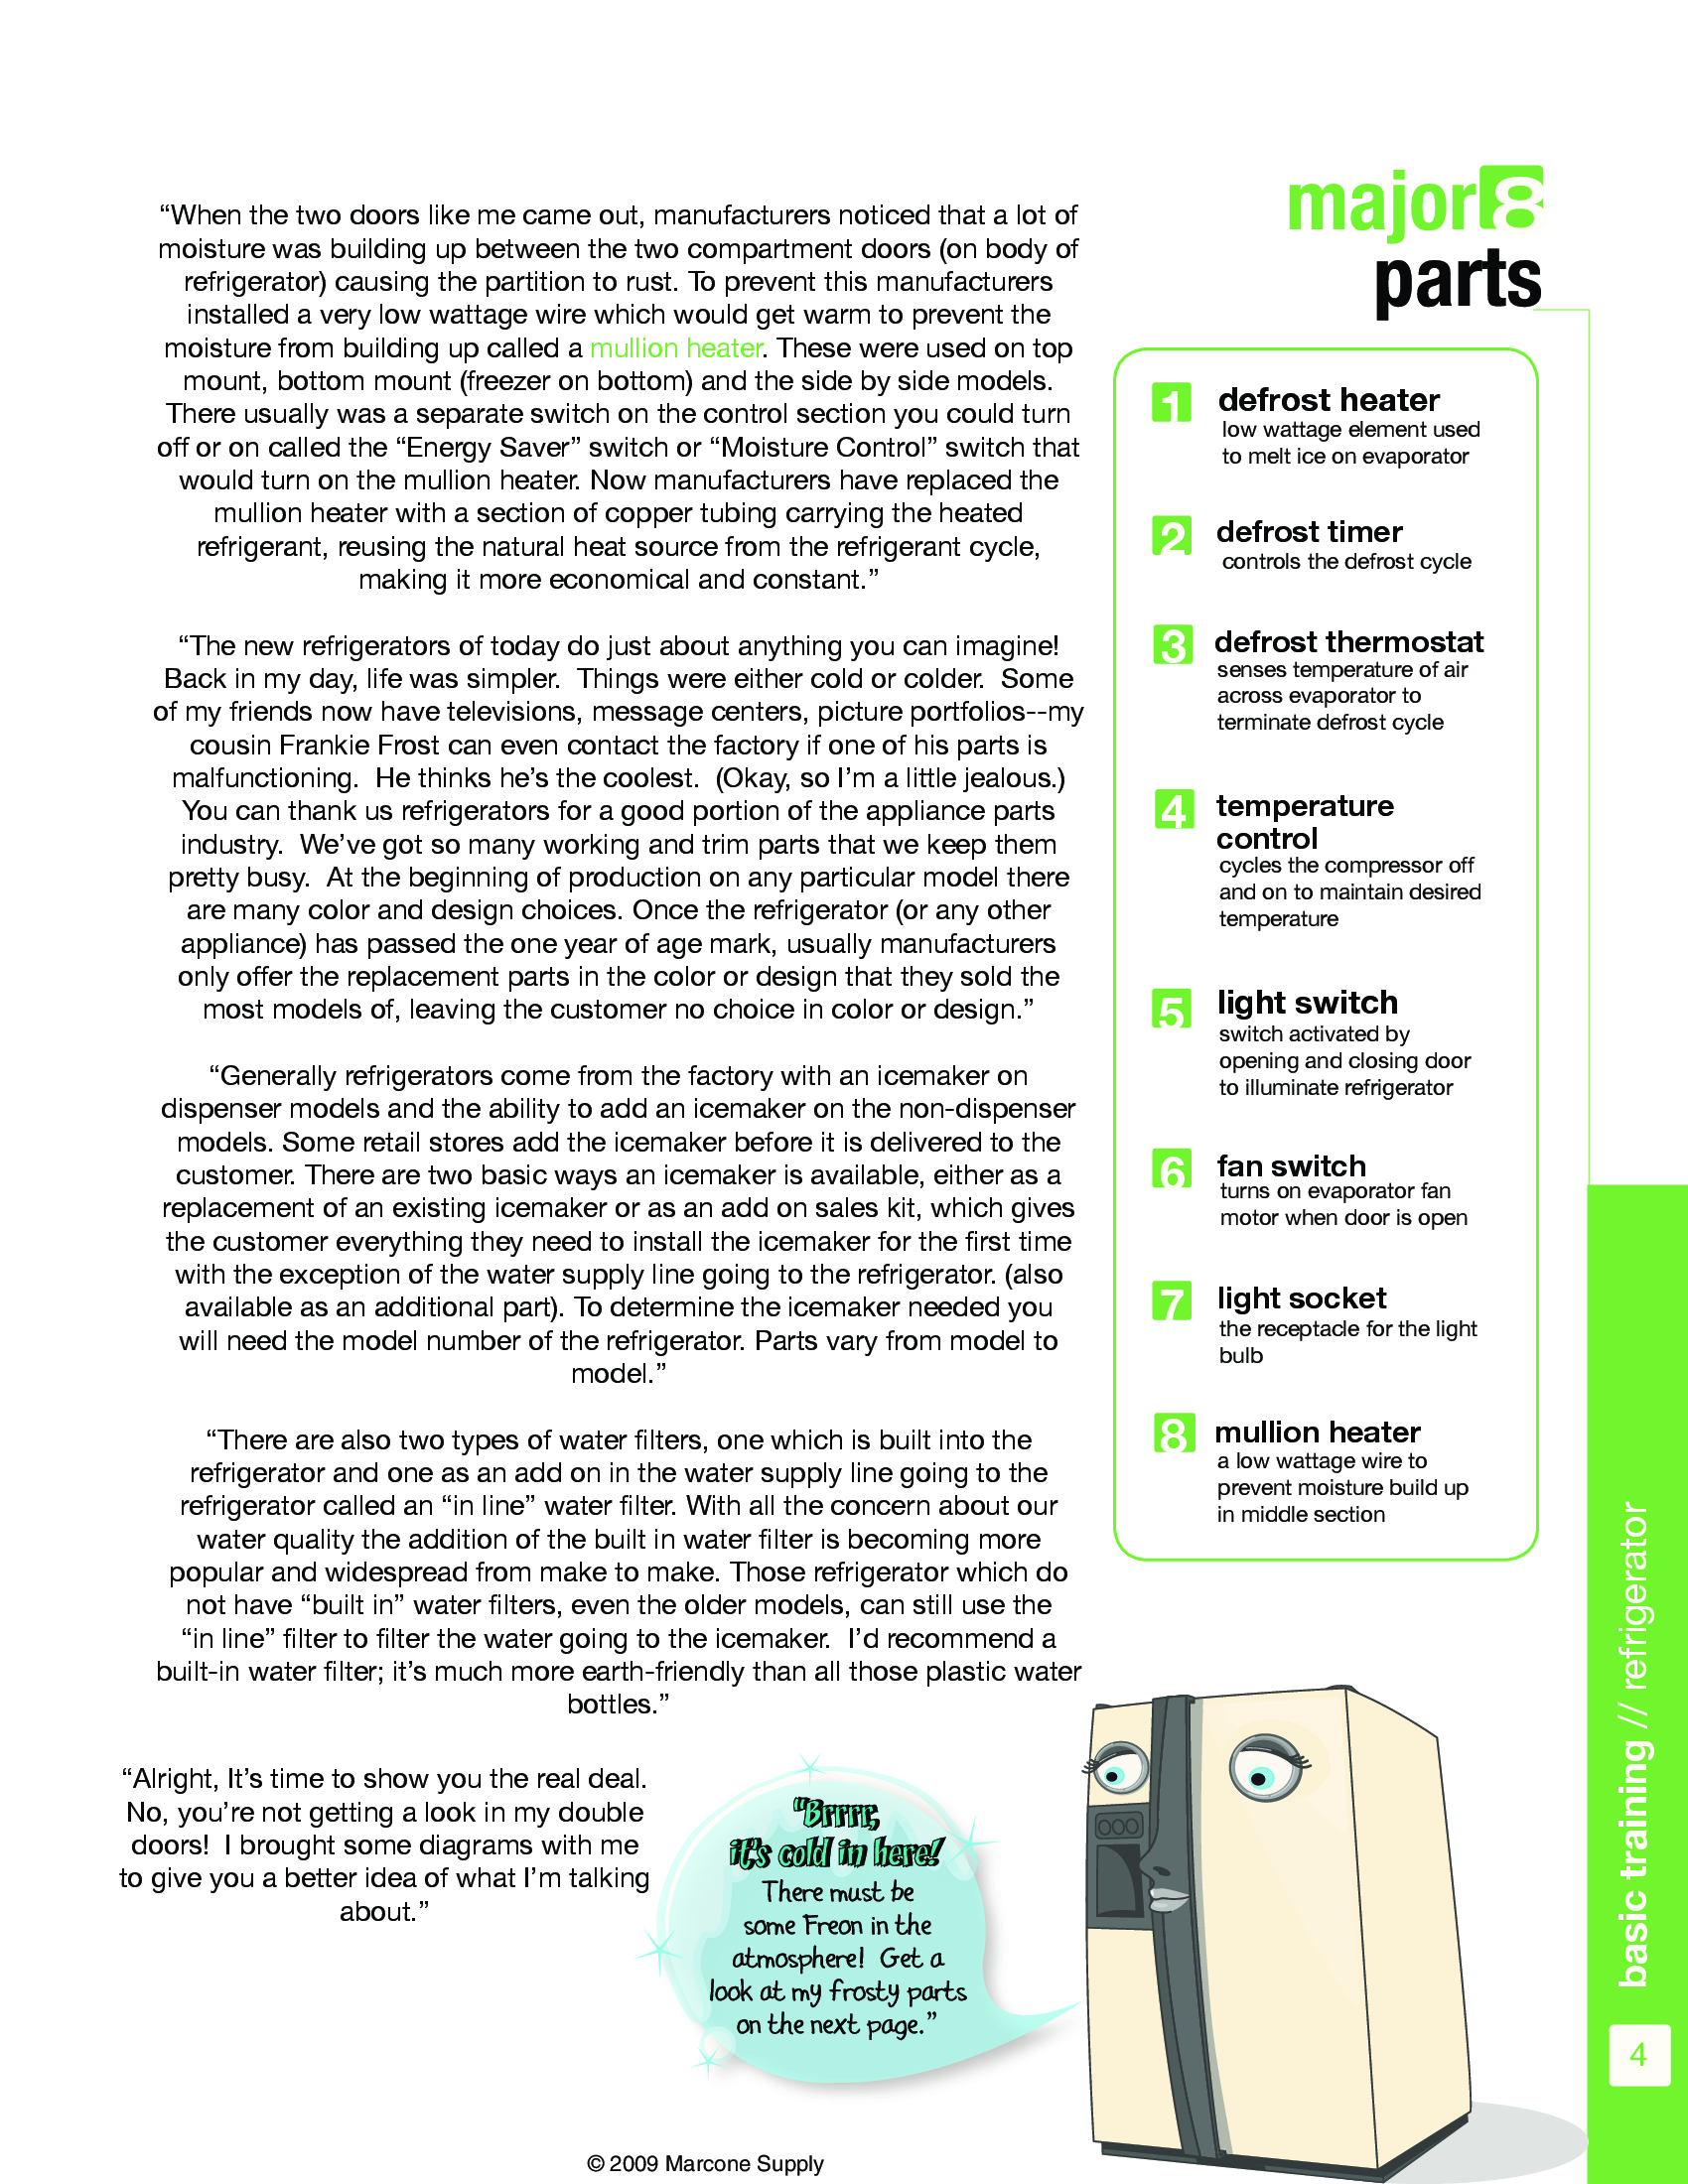 “When the two doors like me came out, manufacturers noticed that a lot of
moisture was building up between the two compartment doors (on body of
refrigerator) causing the partition to rust. To prevent this manufacturers
installed a very low wattage wire which would get warm to prevent the
moisture from building up called a mullion heater. These were used on top
mount, bottom mount (freezer on bottom) and the side by side models.
There usually was a separate switch on the control section you could turn
off or on called the “Energy Saver” switch or “Moisture Control” switch that
would turn on the mullion heater. Now manufacturers have replaced the
mullion heater with a section of copper tubing carrying the heated
refrigerant, reusing the natural heat source from the refrigerant cycle,
making it more economical and constant.”
“The new refrigerators of today do just about anything you can imagine!
Back in my day, life was simpler.  Things were either cold or colder.  Some
of my friends now have televisions, message centers, picture portfolios--my
cousin Frankie Frost can even contact the factory if one of his parts is
malfunctioning.  He thinks he’s the coolest.  (Okay, so I’m a little jealous.)
You can thank us refrigerators for a good portion of the appliance parts
industry.  We’ve got so many working and trim parts that we keep them
pretty busy.  At the beginning of production on any particular model there
are many color and design choices. Once the refrigerator (or any other
appliance) has passed the one year of age mark, usually manufacturers
only offer the replacement parts in the color or design that they sold the
most models of, leaving the customer no choice in color or design.”
“Generally refrigerators come from the factory with an icemaker on
dispenser models and the ability to add an icemaker on the non-dispenser
models. Some retail stores add the icemaker before it is delivered to the
customer. There are two basic ways an icemaker is available, either as a
replacement of an existing icemaker or as an add on sales kit, which gives
the customer everything they need to install the icemaker for the first time
with the exception of the water supply line going to the refrigerator. (also
available as an additional part). To determine the icemaker needed you
will need the model number of the refrigerator. Parts vary from model to
model.”
“There are also two types of water filters, one which is built into the
refrigerator and one as an add on in the water supply line going to the
refrigerator called an “in line” water filter. With all the concern about our
water quality the addition of the built in water filter is becoming more
popular and widespread from make to make. Those refrigerator which do
not have “built in” water filters, even the older models, can still use the
“in line” filter to filter the water going to the icemaker.  I’d recommend a
built-in water filter; it’s much more earth-friendly than all those plastic water
bottles.”
“Alright, It’s time to show you the real deal.
No, you’re not getting a look in my double
doors!  I brought some diagrams with me
to give you a better idea of what I’m talking
about.”
“Brrrr,
it’s cold in here!
There must be
some Freon in the
atmosphere!  Get a
look at my frosty parts
on the next page.”
major 8
parts
1 defrost heater
low wattage element used
to melt ice on evaporator
2 defrost timer
controls the defrost cycle
3 defrost thermostat
senses temperature of air
across evaporator to
terminate defrost cycle
4 temperature
control
cycles the compressor off
and on to maintain desired
temperature
5 light switch
switch activated by
opening and closing door
to illuminate refrigerator
6 fan switch
turns on evaporator fan
motor when door is open
7 light socket
the receptacle for the light
bulb
8 mullion heater
a low wattage wire to
prevent moisture build up
in middle section
basic training // refrigerator
4
© 2009 Marcone Supply